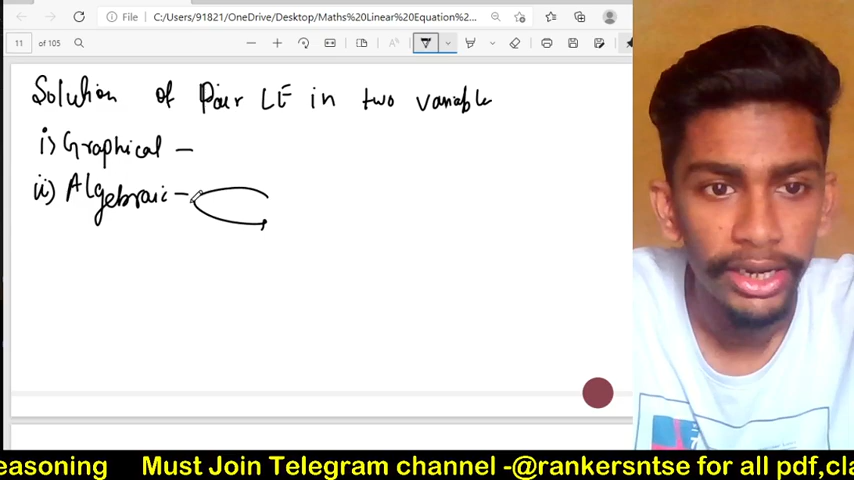 File C:/Users/91821/OneDrive/Desktop/Maths%20Linear%20Equation%2...
11 of 105
Solution of Pair LE in two variable
i) Graphical -
ii) Algebraic -
easoning Must Join Telegram channel -@rankersntse for all pdf,cla